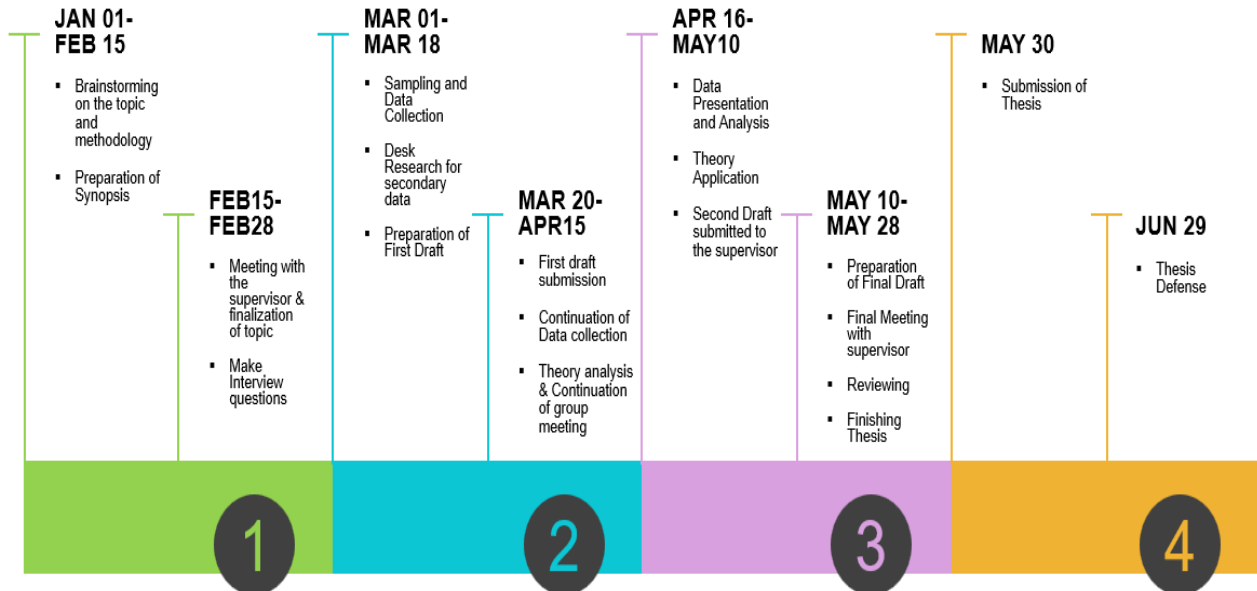 JAN 01-
FEB 15
▪ Brainstorming
on the topic
and
methodology
▪ Preparation of
Synopsis
FEB15-
FEB28
▪ Meeting with
the
supervisor &
finalization
of topic
▪ Make
Interview
questions
MAR 01-
MAR 18
▪ Sampling and
Data
Collection
▪ Desk
Research for
secondary
data
▪ Preparation of
First Draft
MAR 20-
APR15
▪ First draft
submission
▪ Continuation of
Data collection
▪ Theory analysis
& Continuation
of group
meeting
APR 16-
MAY10
▪ Data
Presentation
and Analysis
▪ Theory
Application
▪ Second Draft
submitted to
the supervisor
MAY 10-
MAY 28
▪ Preparation
of Final Draft
▪ Final Meeting
with
supervisor
▪ Reviewing
▪ Finishing
Thesis
MAY 30
▪ Submission of
Thesis
JUN 29
▪ Thesis
Defense
1
2
3
4